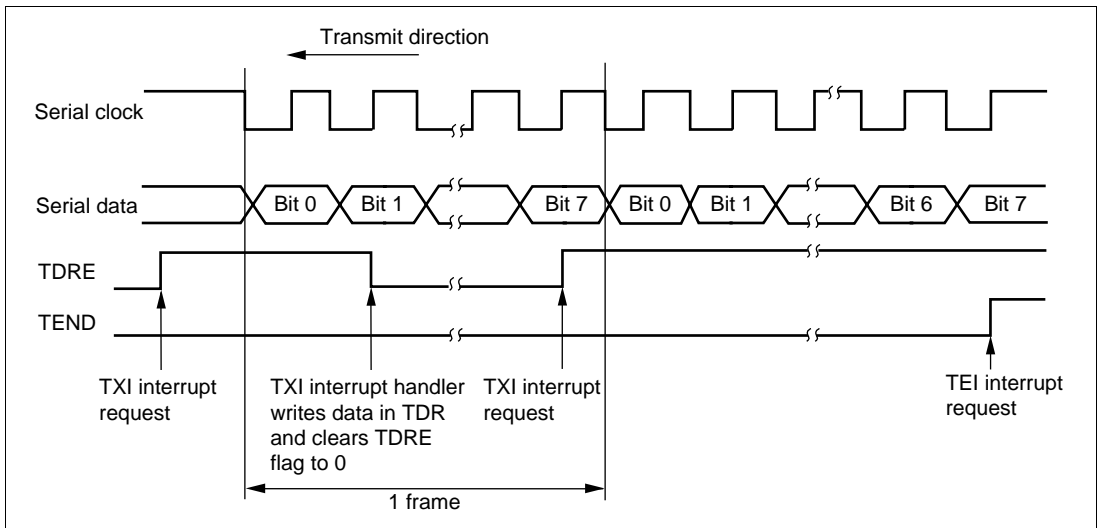 Transmit direction
Serial clock
Serial data
Bit 0 Bit 1 Bit 7 Bit 0 Bit 1 Bit 6 Bit 7
TDRE
TEND
TXI interrupt
request
TXI interrupt handler
writes data in TDR
and clears TDRE
flag to 0
TXI interrupt
request
TEI interrupt
request
1 frame